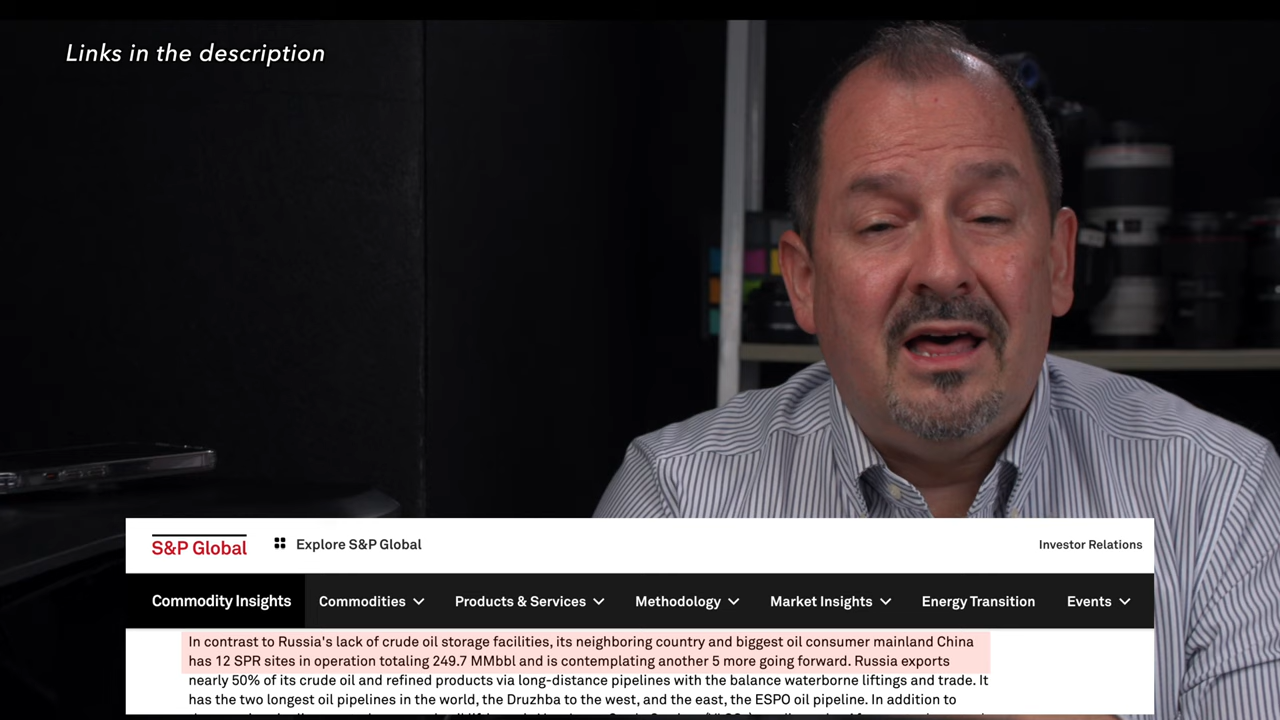 Links in the description
S&P Global
Explore S&P Global
Investor Relations
Commodity Insights
Commodities
Products & Services
Methodology
Market Insights
Energy Transition
Events
In contrast to Russia's lack of crude oil storage facilities, its neighboring country and biggest oil consumer mainland China
has 12 SPR sites in operation totaling 249.7 MMbbl and is contemplating another 5 more going forward. Russia exports
nearly 50% of its crude oil and refined products via long-distance pipelines with the balance waterborne liftings and trade. It
has the two longest oil pipelines in the world, the Druzhba to the west, and the east, the ESPO oil pipeline. In addition to